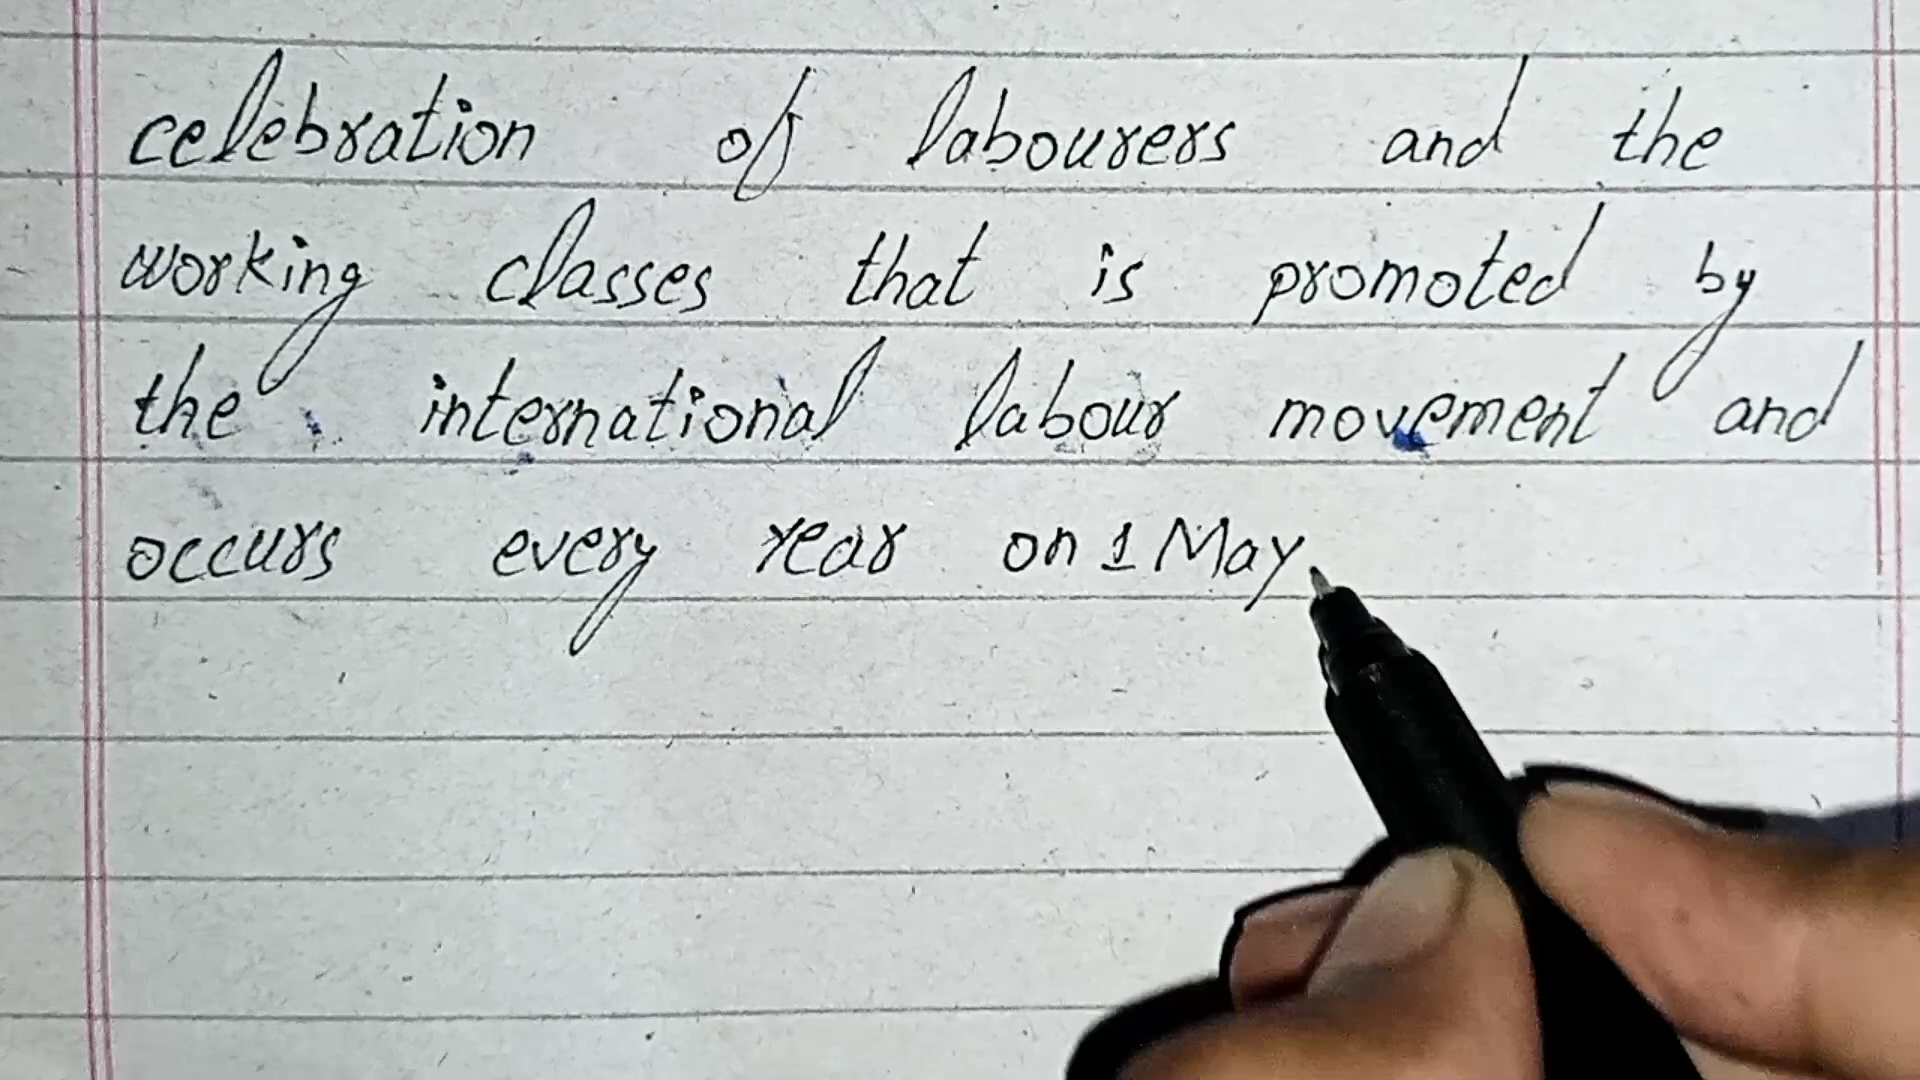 celebration of labourers and the
working classes that is promoted by
the international labour movement and
occurs every year on 1 May